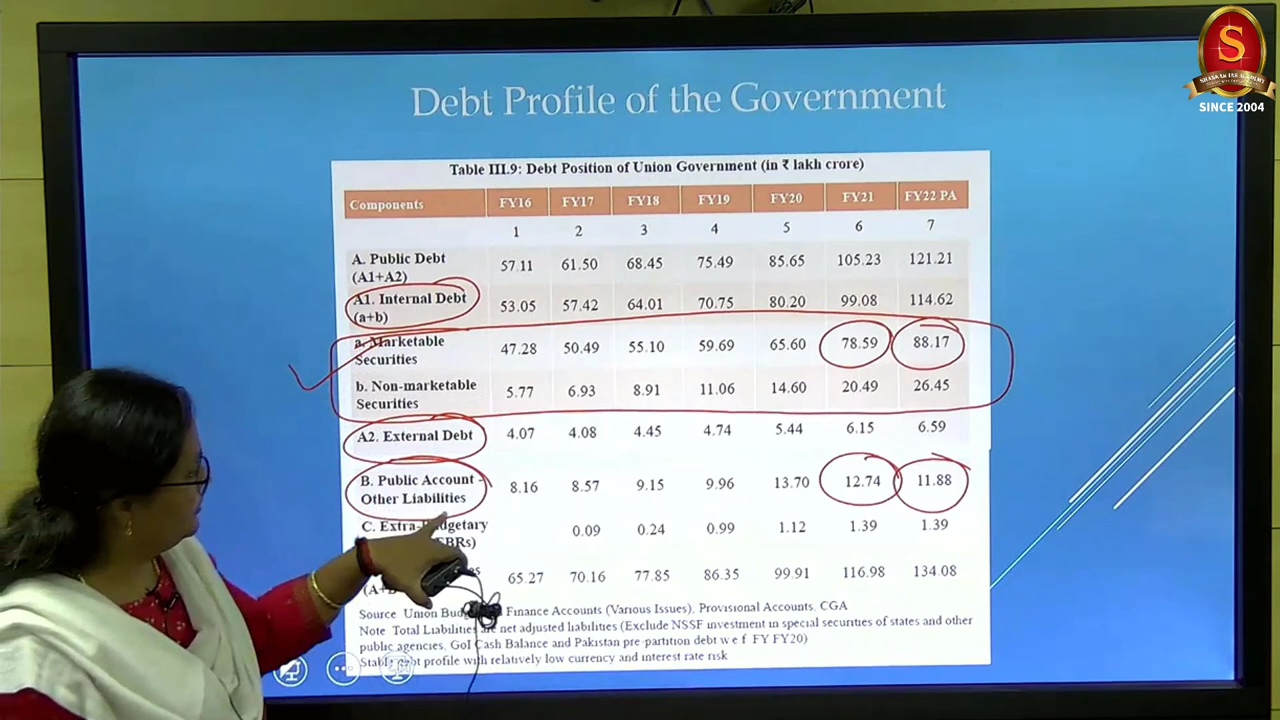 S
SHANKAR IAS ACADEMY
SINCE 2004
Debt Profile of the Government
Table III.9: Debt Position of Union Government (in ₹ lakh crore)
Components FY16 FY17 FY18 FY19 FY20 FY21 FY22 PA
1 2 3 4 5 6 7
A. Public Debt
(A1+A2) 57.11 61.50 68.45 75.49 85.65 105.23 121.21
A1. Internal Debt
(a+b) 53.05 57.42 64.01 70.75 80.20 99.08 114.62
a. Marketable
Securities 47.28 50.49 55.10 59.69 65.60 78.59 88.17
b. Non-marketable
Securities 5.77 6.93 8.91 11.06 14.60 20.49 26.45
A2. External Debt 4.07 4.08 4.45 4.74 5.44 6.15 6.59
B. Public Account -
Other Liabilities 8.16 8.57 9.15 9.96 13.70 12.74 11.88
C. Extra-Budgetary
0.09 0.24 0.99 1.12 1.39 1.39
65.27 70.16 77.85 86.35 99.91 116.98 134.08
Source Union Finance Accounts (Various Issues), Provisional Accounts, CGA
Note Total Liabilities are net adjusted liabilities (Exclude NSSF investment in special securities of states and other
public agencies, GoI Cash Balance and Pakistan pre-partition debt w e f FY FY20)
Stable debt profile with relatively low currency and interest rate risk